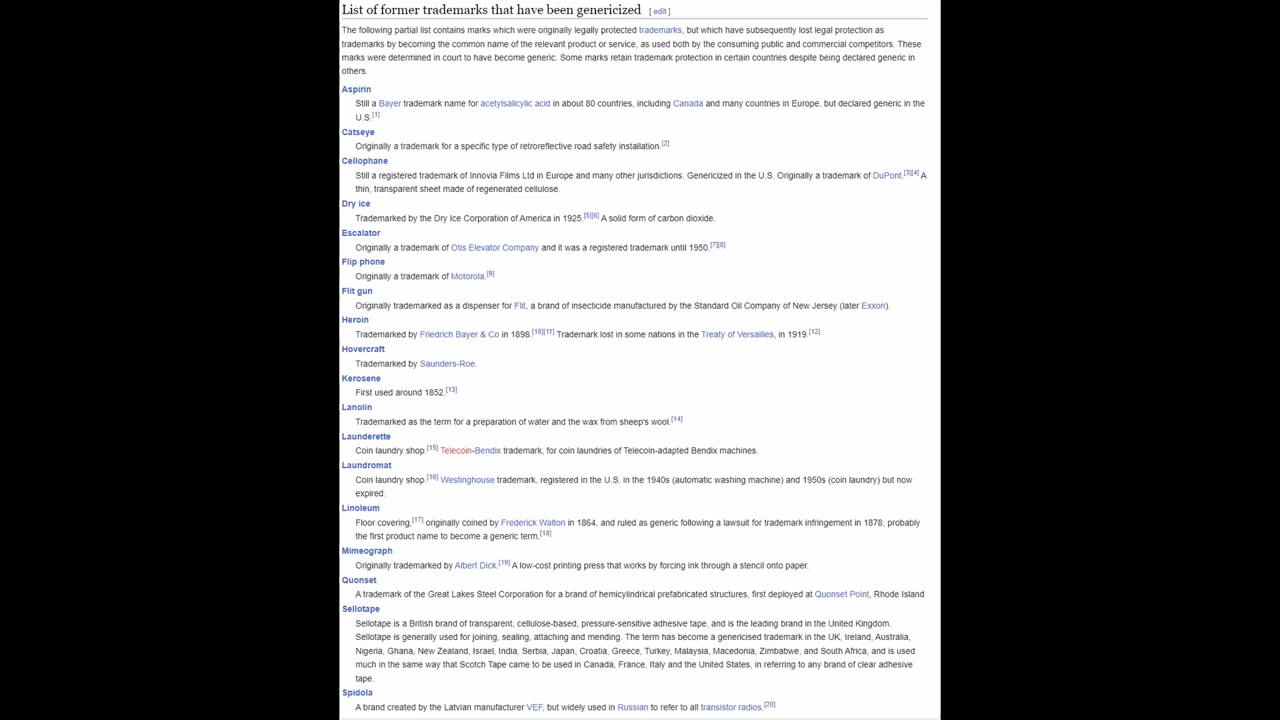 List of former trademarks that have been genericized [ edit ]
The following partial list contains marks which were originally legally protected trademarks, but which have subsequently lost legal protection as
trademarks by becoming the common name of the relevant product or service, as used both by the consuming public and commercial competitors. These
marks were determined in court to have become generic. Some marks retain trademark protection in certain countries despite being declared generic in
others.
Aspirin
Still a Bayer trademark name for acetylsalicylic acid in about 80 countries, including Canada and many countries in Europe, but declared generic in the
U.S.[1]
Catseye
Originally a trademark for a specific type of retroreflective road safety installation.[2]
Cellophane
Still a registered trademark of Innovia Films Ltd in Europe and many other jurisdictions. Genericized in the U.S. Originally a trademark of DuPont.[3][4] A
thin, transparent sheet made of regenerated cellulose.
Dry ice
Trademarked by the Dry Ice Corporation of America in 1925.[5][6] A solid form of carbon dioxide.
Escalator
Originally a trademark of Otis Elevator Company and it was a registered trademark until 1950.[7][8]
Flip phone
Originally a trademark of Motorola.[9]
Flit gun
Originally trademarked as a dispenser for Flit, a brand of insecticide manufactured by the Standard Oil Company of New Jersey (later Exxon).
Heroin
Trademarked by Friedrich Bayer & Co in 1898.[10][11] Trademark lost in some nations in the Treaty of Versailles, in 1919.[12]
Hovercraft
Trademarked by Saunders-Roe.
Kerosene
First used around 1852.[13]
Lanolin
Trademarked as the term for a preparation of water and the wax from sheep's wool.[14]
Launderette
Coin laundry shop.[15] Telecoin-Bendix trademark, for coin laundries of Telecoin-adapted Bendix machines.
Laundromat
Coin laundry shop.[16] Westinghouse trademark, registered in the U.S. in the 1940s (automatic washing machine) and 1950s (coin laundry) but now
expired.
Linoleum
Floor covering,[17] originally coined by Frederick Walton in 1864, and ruled as generic following a lawsuit for trademark infringement in 1878; probably
the first product name to become a generic term.[18]
Mimeograph
Originally trademarked by Albert Dick.[19] A low-cost printing press that works by forcing ink through a stencil onto paper.
Quonset
A trademark of the Great Lakes Steel Corporation for a brand of hemicylindrical prefabricated structures, first deployed at Quonset Point, Rhode Island
Sellotape
Sellotape is a British brand of transparent, cellulose-based, pressure-sensitive adhesive tape, and is the leading brand in the United Kingdom.
Sellotape is generally used for joining, sealing, attaching and mending. The term has become a genericised trademark in the UK, Ireland, Australia,
Nigeria, Ghana, New Zealand, Israel, India, Serbia, Japan, Croatia, Greece, Turkey, Malaysia, Macedonia, Zimbabwe, and South Africa, and is used
much in the same way that Scotch Tape came to be used in Canada, France, Italy and the United States, in referring to any brand of clear adhesive
tape.
Spidola
A brand created by the Latvian manufacturer VEF, but widely used in Russian to refer to all transistor radios.[20]